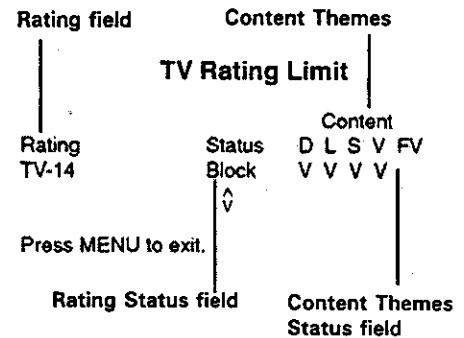 Rating field Content Themes
TV Rating Limit
Content
Rating Status D L S V FV
TV-14 Block V V V V
^
v
Press MENU to exit.
Rating Status field Content Themes
Status field